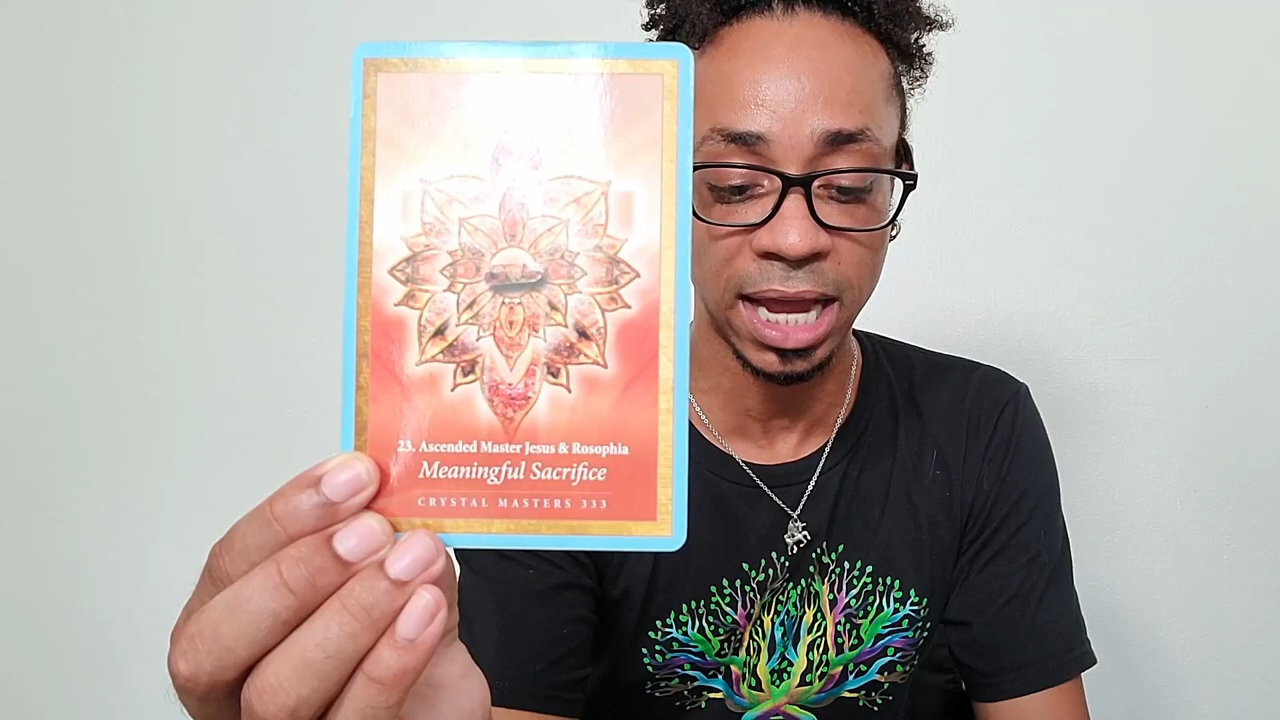 23. Ascended Master Jesus & Rosophia
Meaningful Sacrifice
CRYSTAL MASTERS 333